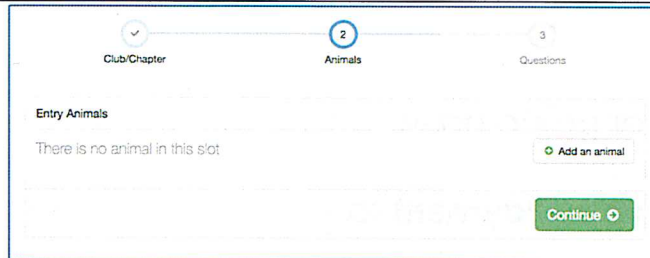 2
3
Club/Chapter
Animals
Questions
Entry Animals
There is no animal in this slot
Add an animal
Continue